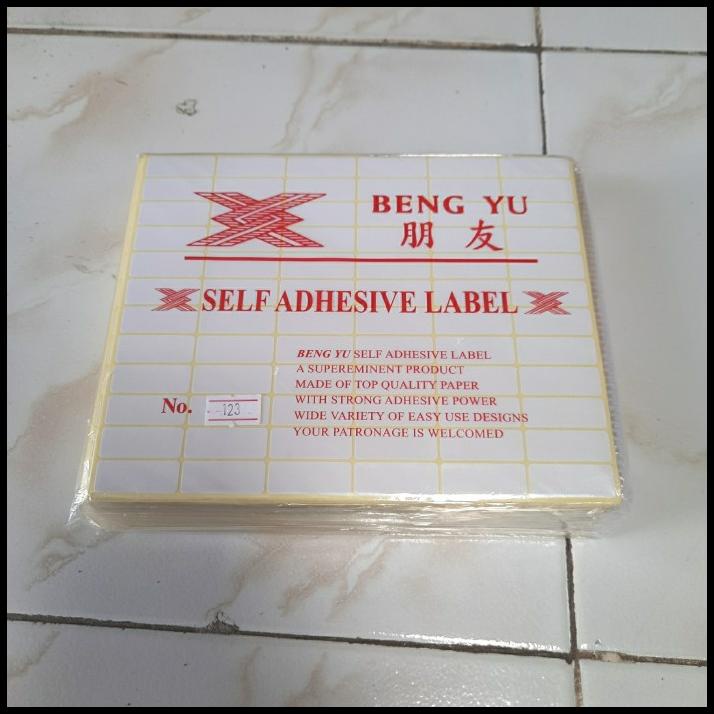 BENG YU
朋友
SELF ADHESIVE LABEL
BENG YU SELF ADHESIVE LABEL
A SUPEREMINENT PRODUCT
MADE OF TOP QUALITY PAPER
WITH STRONG ADHESIVE POWER
WIDE VARIETY OF EASY USE DESIGNS
YOUR PATRONAGE IS WELCOMED
No. 123